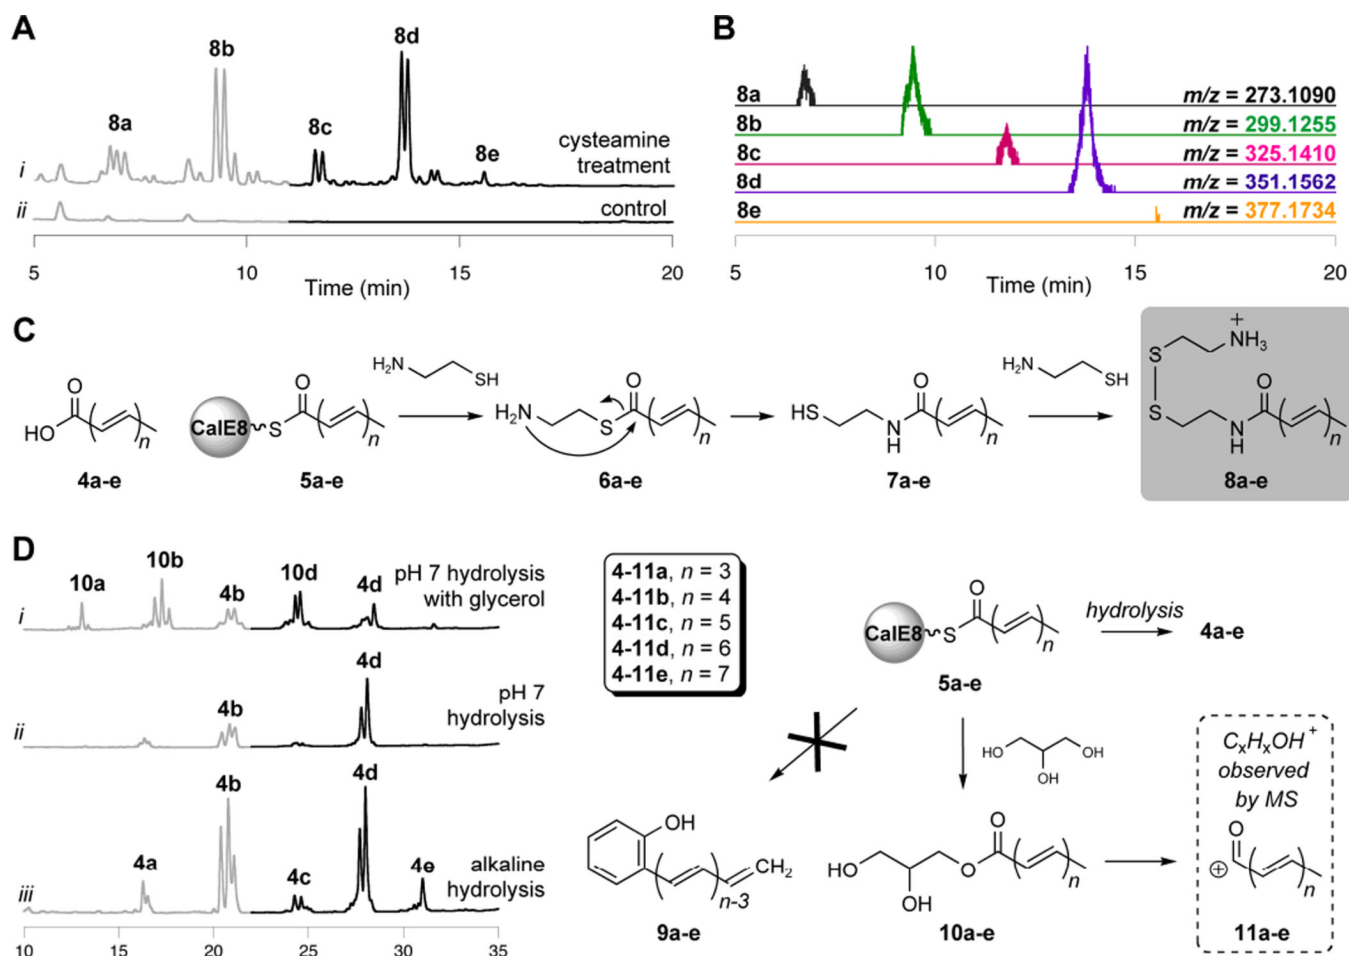 A
8a
8b
8c
8d
8e
cysteamine
treatment
i
ii
control
5
10
15
20
Time (min)
B
8a
m/z = 273.1090
8b
m/z = 299.1255
8c
m/z = 325.1410
8d
m/z = 351.1562
8e
m/z = 377.1734
5
10
15
20
Time (min)
C
O
HO
n
4a-e
CalE8
S
O
n
5a-e
H2N
SH
H2N
S
O
n
6a-e
HS
N
H
O
n
7a-e
H2N
SH
+
NH3
S
S
N
H
O
n
8a-e
D
10a
10b
4b
10d
4d
pH 7 hydrolysis
with glycerol
i
4b
4d
pH 7
hydrolysis
ii
4a
4b
4c
4d
4e
alkaline
hydrolysis
iii
10
15
20
25
30
35
4-11a, n = 3
4-11b, n = 4
4-11c, n = 5
4-11d, n = 6
4-11e, n = 7
CalE8
S
O
n
5a-e
hydrolysis
4a-e
HO
OH
OH
OH
CH2
n-3
9a-e
HO
OH
O
O
n
10a-e
CxHxOH+
observed
by MS
O
⊕
n
11a-e